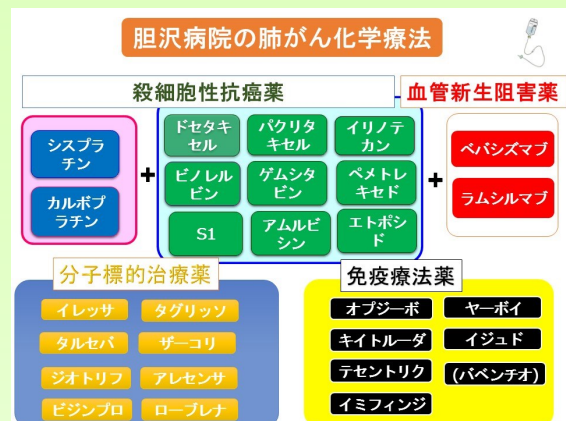 胆沢病院の肺がん化学療法
殺細胞性抗癌薬
血管新生阻害薬
シスプラ
チン
カルボプ
ラチン
+
ドセタキ
セル
パクリタ
キセル
イリノテ
カン
ビノレル
ビン
ゲムシタ
ビン
ペメトレ
キセド
S1
アムルビ
シン
エトポシ
ド
+
ベバシズマブ
ラムシルマブ
分子標的治療薬
イレッサ
タグリッソ
タルセバ
ザーコリ
ジオトリフ
アレセンサ
ビジンプロ
ローブレナ
免疫療法薬
オプジーボ
ヤーボイ
キイトルーダ
イジュド
テセントリク
(バベンチオ)
イミフィンジ